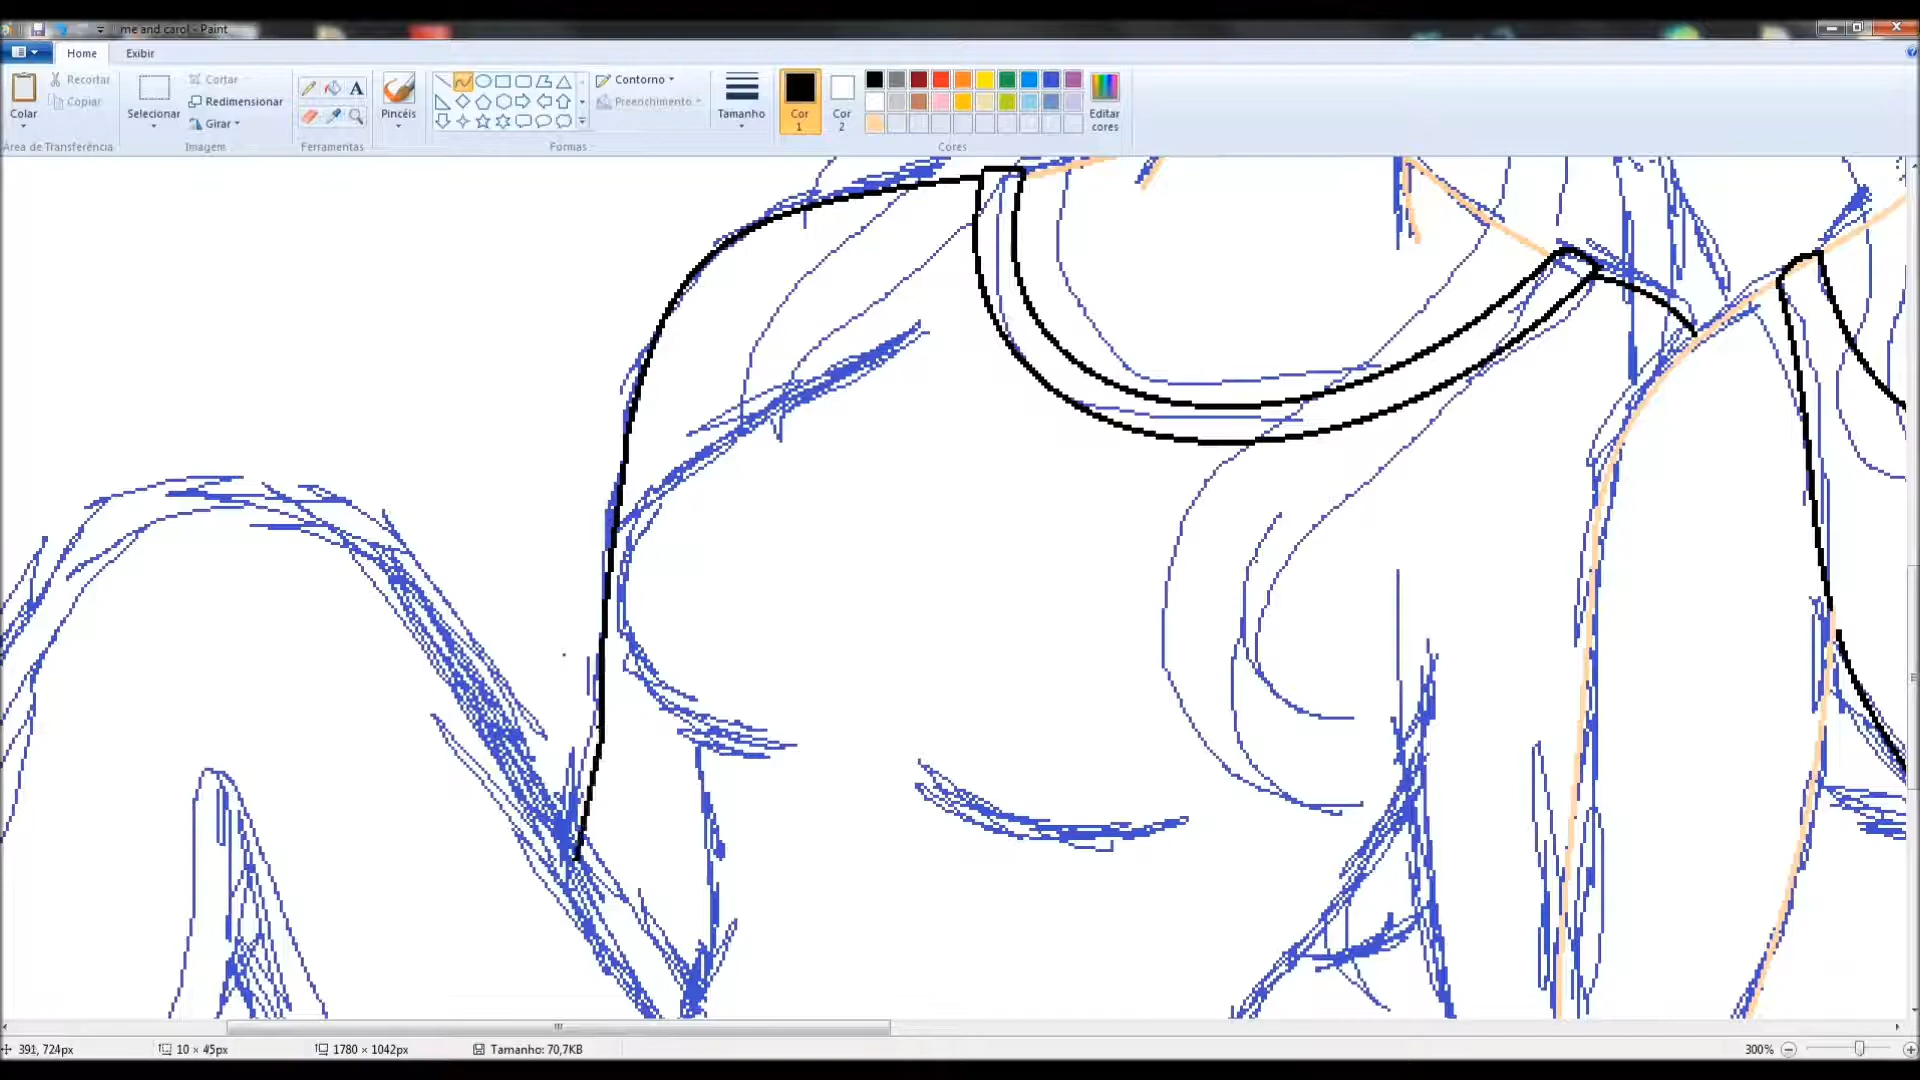 me and carol - Paint
Home Exibir
Colar
Recortar
Copiar
Área de Transferência
Selecionar
Cortar
Redimensionar
Girar
Imagem
A
Ferramentas
Pincéis
Contorno
Preenchimento
Formas
Tamanho
Cor 1
Cor 2
Editar cores
Cores
391, 724px
10 × 45px
1780 × 1042px
Tamanho: 70,7KB
300%